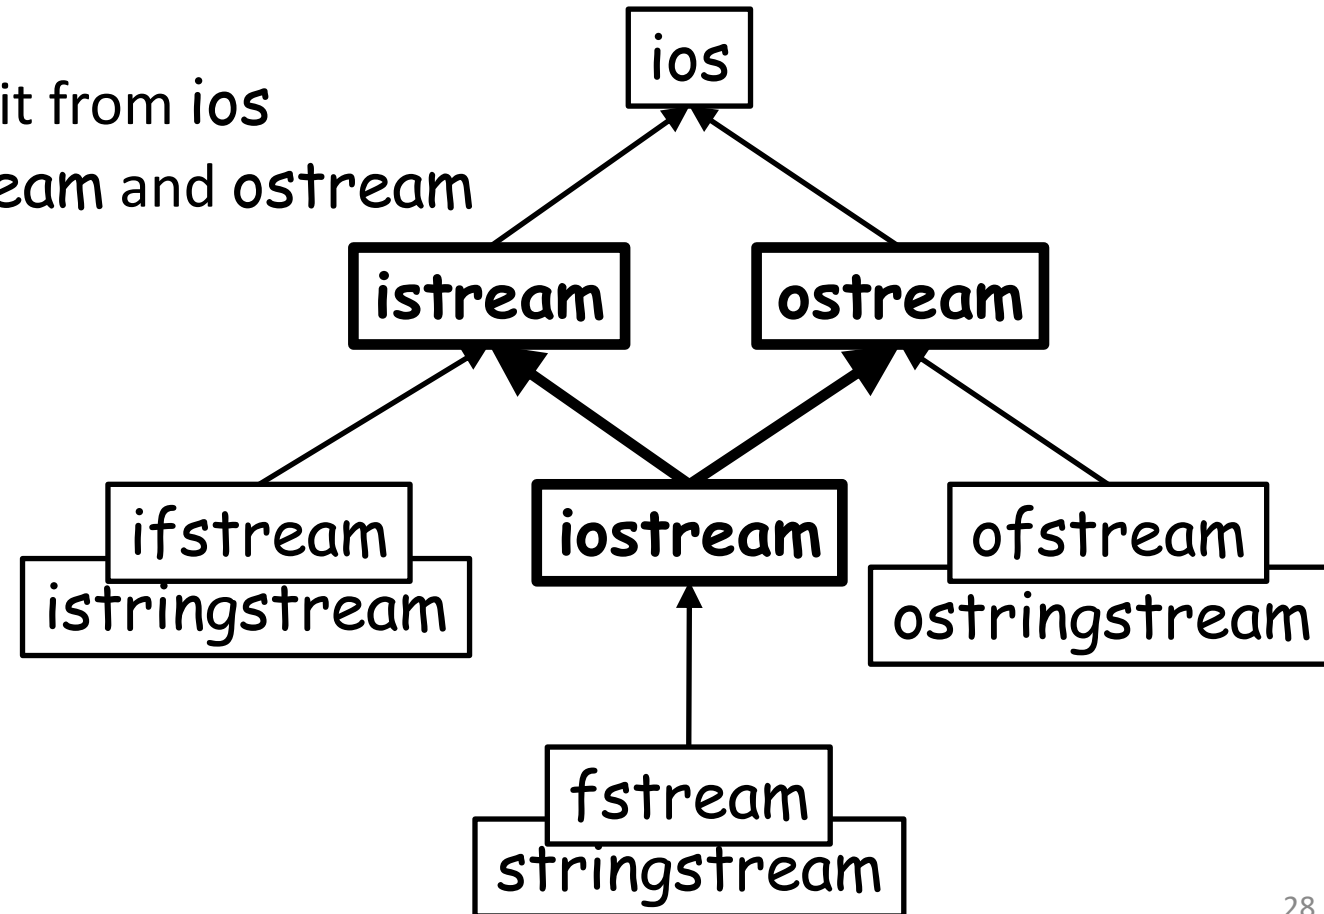 ios
it from ios
eam and ostream
istream
ostream
ifstream
iostream
ofstream
istringstream
ostringstream
fstream
stringstream
28